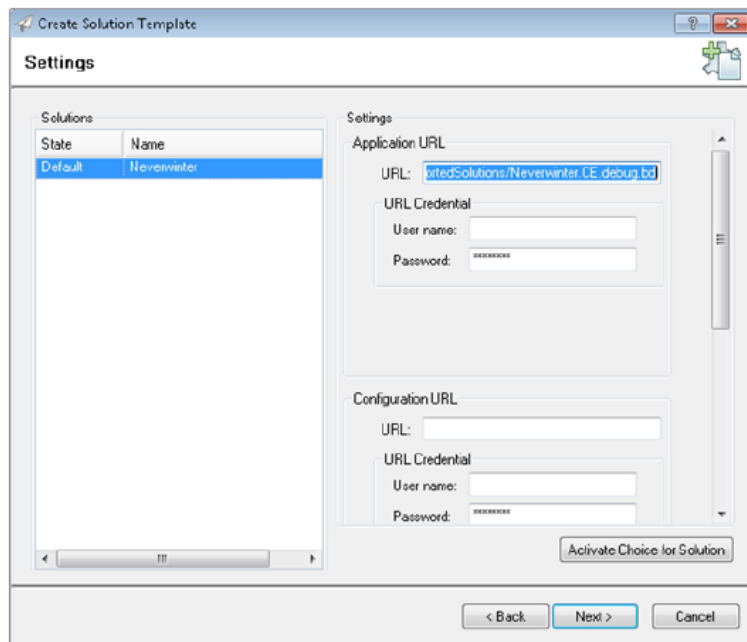 Create Solution Template
Settings
Solutions
State Name
Default Neverwinter
Settings
Application URL
URL: ortedSolutions/Neverwinter.CE.debug.bd
URL Credential
User name:
Password: ********
Configuration URL
URL:
URL Credential
User name:
Password: ********
Activate Choice for Solution
< Back Next > Cancel